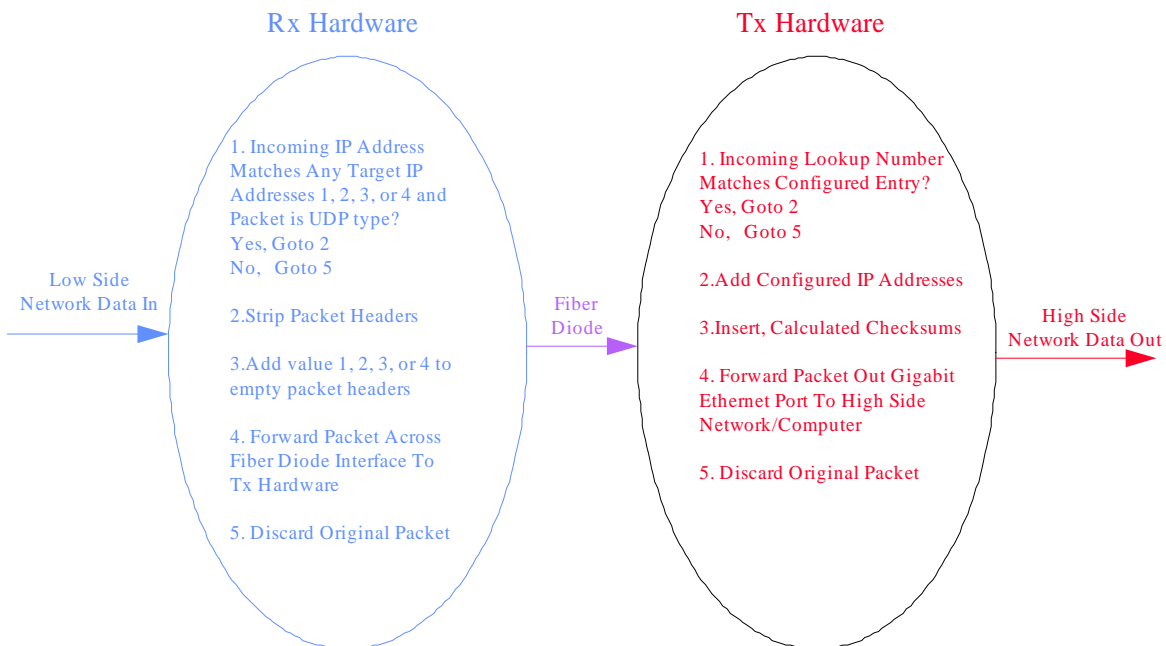 Rx Hardware
Tx Hardware
1. Incoming IP Address
Matches Any Target IP
Addresses 1, 2, 3, or 4 and
Packet is UDP type?
Yes, Goto 2
No, Goto 5
2.Strip Packet Headers
3.Add value 1, 2, 3, or 4 to
empty packet headers
4. Forward Packet Across
Fiber Diode Interface To
Tx Hardware
5. Discard Original Packet
Low Side
Network Data In
Fiber
Diode
1. Incoming Lookup Number
Matches Configured Entry?
Yes, Goto 2
No, Goto 5
2.Add Configured IP Addresses
3.Insert, Calculated Checksums
4. Forward Packet Out Gigabit
Ethernet Port To High Side
Network/Computer
5. Discard Original Packet
High Side
Network Data Out